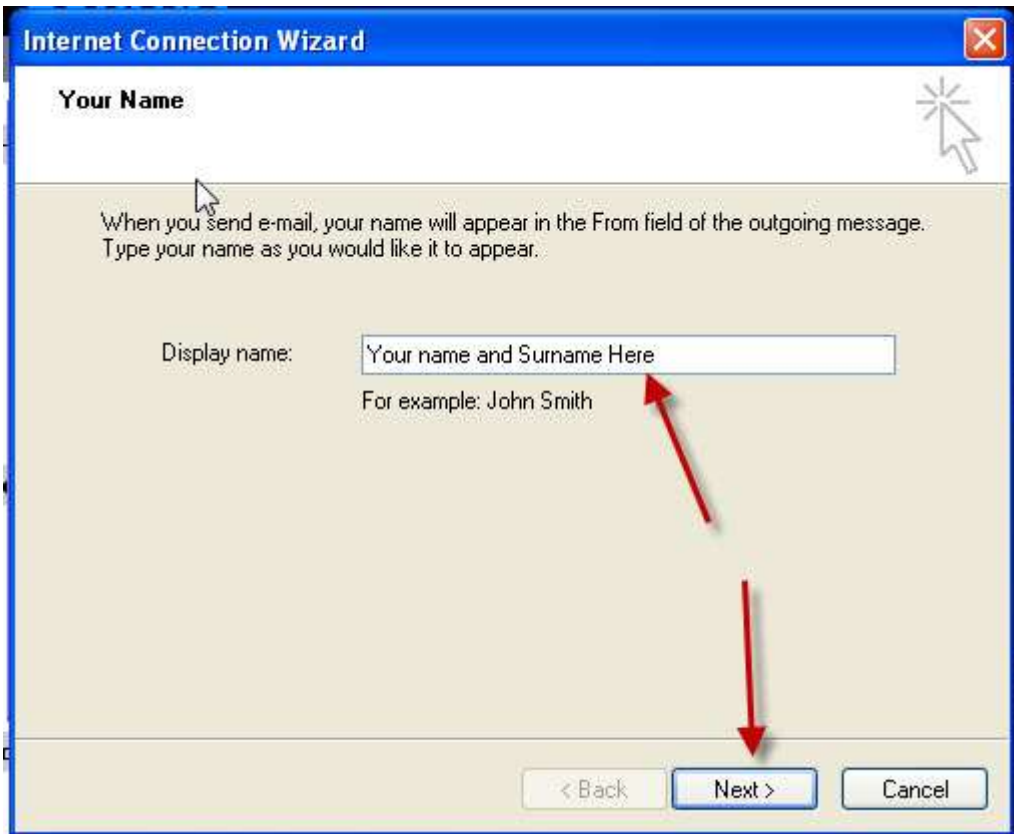 Internet Connection Wizard
Your Name
When you send e-mail, your name will appear in the From field of the outgoing message.
Type your name as you would like it to appear.
Display name:
Your name and Surname Here
For example: John Smith
< Back
Next >
Cancel